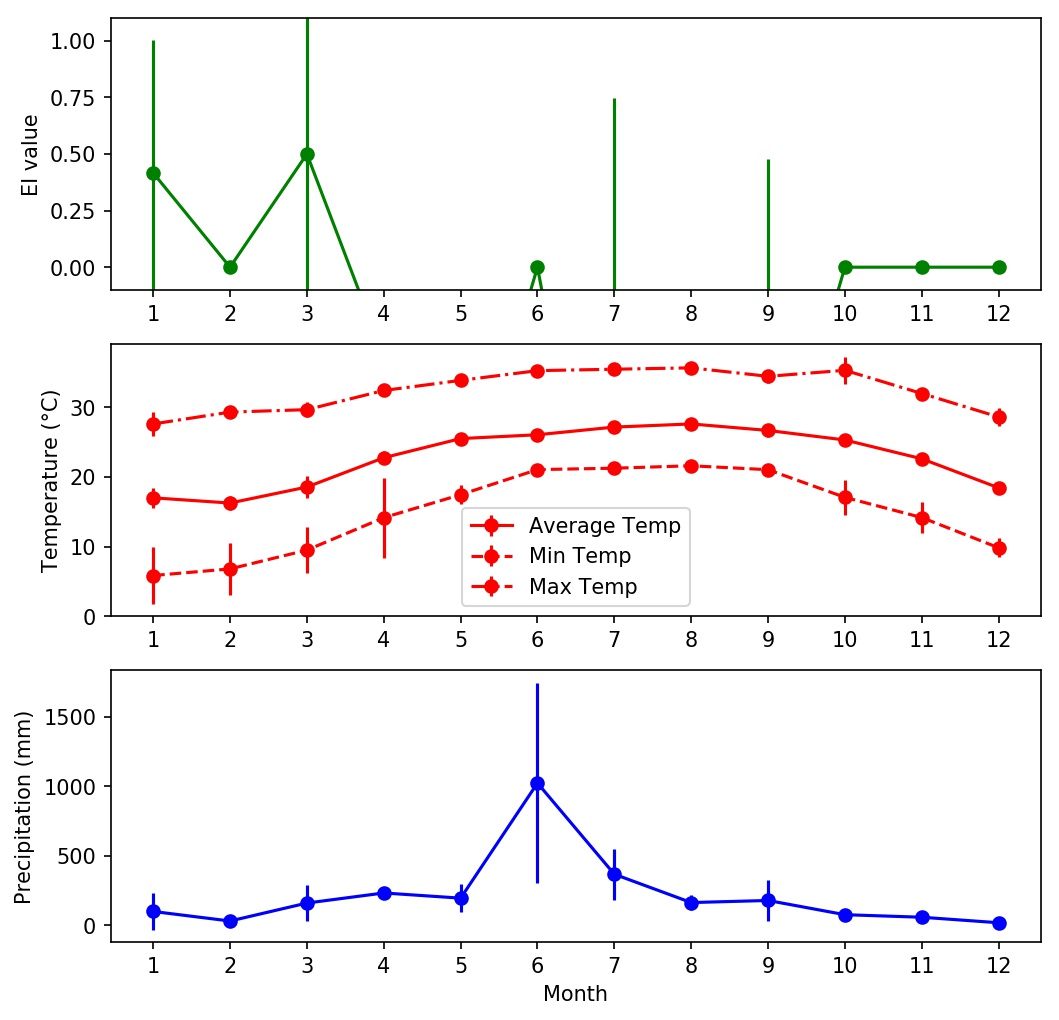 EI value
1.00
0.75
0.50
0.25
0.00
1 2 3 4 5 6 7 8 9 10 11 12
Temperature (°C)
30
20
10
0
Average Temp
Min Temp
Max Temp
1 2 3 4 5 6 7 8 9 10 11 12
Precipitation (mm)
1500
1000
500
0
1 2 3 4 5 6 7 8 9 10 11 12
Month